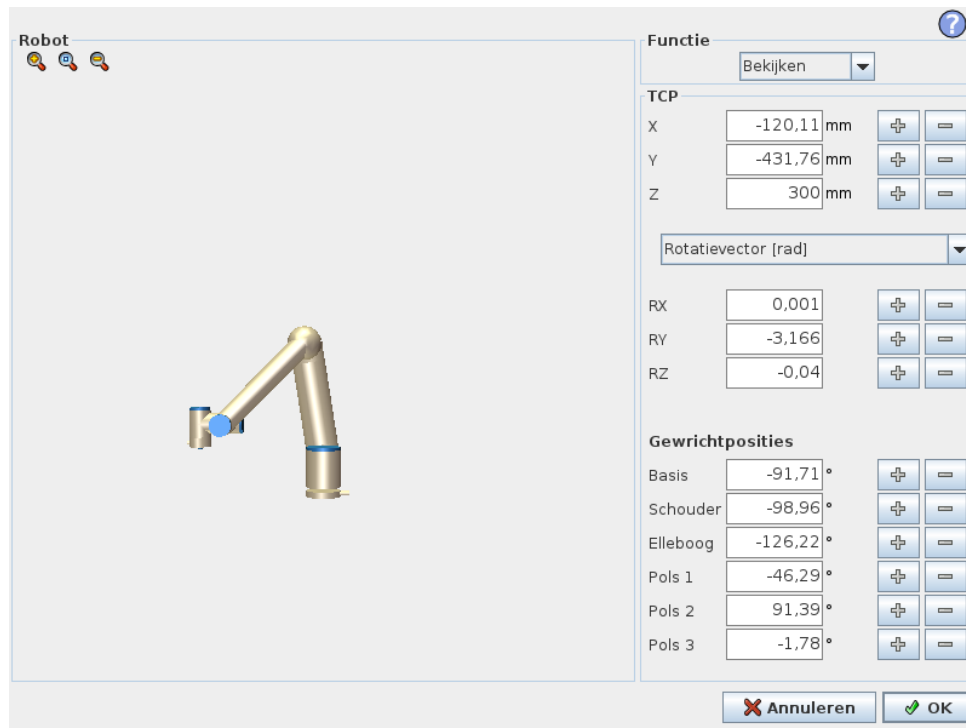 Robot
?
Functie
Bekijken
TCP
X -120,11 mm
Y -431,76 mm
Z 300 mm
Rotatievector [rad]
RX 0,001
RY -3,166
RZ -0,04
Gewrichtposities
Basis -91,71 °
Schouder -98,96 °
Elleboog -126,22 °
Pols 1 -46,29 °
Pols 2 91,39 °
Pols 3 -1,78 °
Annuleren OK